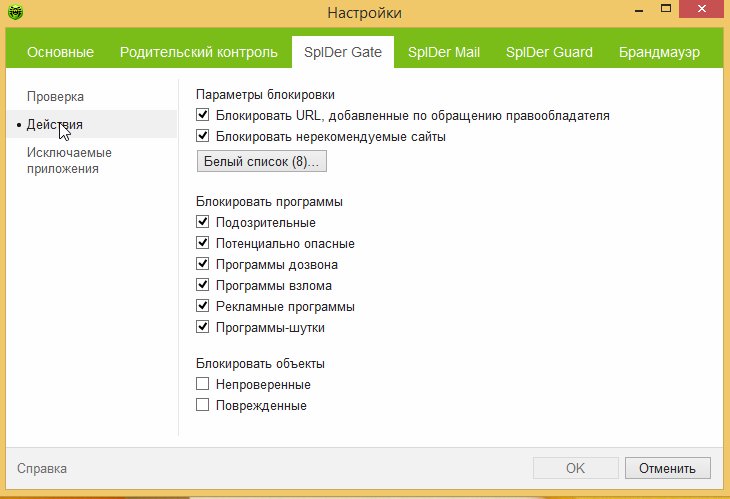 Настройки
Основные Родительский контроль SpIDer Gate SpIDer Mail SpIDer Guard Брандмауэр
Проверка
Действия
Исключаемые
приложения
Параметры блокировки
Блокировать URL, добавленные по обращению правообладателя
Блокировать нерекомендуемые сайты
Белый список (8)...
Блокировать программы
Подозрительные
Потенциально опасные
Программы дозвона
Программы взлома
Рекламные программы
Программы-шутки
Блокировать объекты
Непроверенные
Поврежденные
Справка OK Отменить